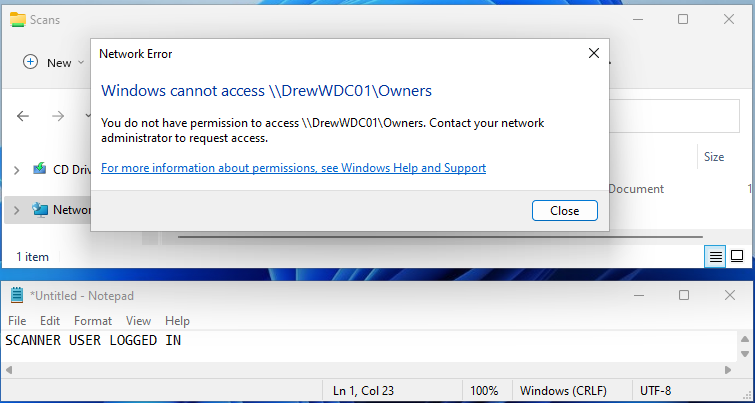 Scans
New
Network Error
Windows cannot access \\DrewWDC01\Owners
You do not have permission to access \\DrewWDC01\Owners. Contact your network
administrator to request access.
For more information about permissions, see Windows Help and Support
Close
Size
CD Driv
Document
1
Netwo
1 item
*Untitled - Notepad
File Edit Format View Help
SCANNER USER LOGGED IN
Ln 1, Col 23 100% Windows (CRLF) UTF-8